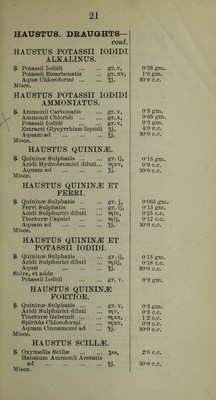 21
HAUSTUS. DRAUGHTS—
cont.
HAUSTUS POTASSII IODIDI
ALKALINUS.
℞ Potassii Iodidi ... ... gr. v, 0·33 gm.
Potassii Bicarbonatis ... gr. xv, 1·0 gm.
Aquæ Chloroformi ... ... ℥j. 30·0 c.c.
Misce.
HAUSTUS POTASSII IODIDI
AMMONIATUS.
℞ Ammonii Carbonatis ... gr. v, 0·3 gm.
Ammonii Chloridi ... gr. x, 0·65 gm.
Potassii Iodidi ... ... gr. v, 0·3 gm.
Extracti Glycyrrhizæ liquidi ʒj, 4·0 c.c.
Aquam ad ... ... ... ℥j. 30·0 c.c.
Misce.
HAUSTUS QUININÆ.
℞ Quininæ Sulphatis ... gr. ij, 0·13 gm.
Acidi Hydrobromici diluti... ♏xv, 0·9 c.c.
Aquam ad ... ... ... ℥j. 30·0 c.c.
Misce.
HAUSTUS QUININÆ ET
FERRI.
℞ Quininæ Sulphatis ... gr. j, 0·065 gm.
Ferri Sulphatis ... ... gr. ij, 0·13 gm.
Acidi Sulphurici diluti ... ♏iv, 0·25 c.c.
Tincturæ Capsici ... ... ♏ij, 0·12 c.c.
Aquam ad ... ... ... ℥j. 30·0 c.c.
Misce.
HAUSTUS QUININÆ ET
POTASSII IODIDI.
℞ Quininæ Sulphatis ... gr. ij, 0·13 gm.
Acidi Sulphurici diluti ... ♏iij, 0·18 c.c.
Aquæ ... ... ... ℥j. 30·0 c.c.
Solve, et adde
Potassii Iodidi ... ... gr. v. 0·3 gm.
HAUSTUS QUININÆ
FORTIOR.
℞ Quininæ Sulphatis ... gr. v, 0·3 gm.
Acidi Sulphurici diluti ... ♏v, 0·3 c.c.
Tincturæ Gelsemii ... ... ♏xx, 1·2 c.c.
Spiritûs Chloroformi ... ♏xv, 0·9 c.c.
Aquam Cinnamomi ad ... ℥j. 30·0 c.c.
Misce.
HAUSTUS SCILLÆ.
℞ Oxymellis Scillæ ... ... ʒss, 2·0 c.c.
Haustum Ammonii Acetatis
ad ... ... ... ... ℥j. 30·0 c.c.
Misce.